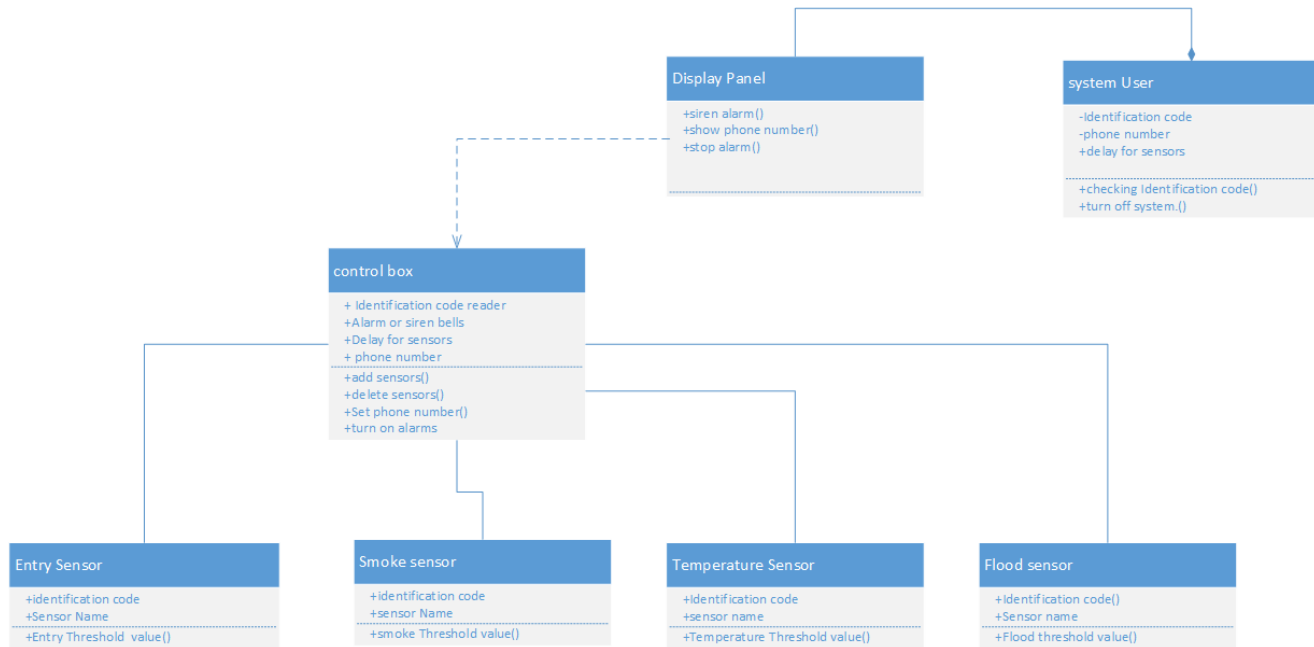 Display Panel
+siren alarm()
+show phone number()
+stop alarm()
system User
-Identification code
-phone number
+delay for sensors
+checking Identification code()
+turn off system.()
control box
+ Identification code reader
+Alarm or siren bells
+Delay for sensors
+ phone number
+add sensors()
+delete sensors()
+Set phone number()
+turn on alarms
Entry Sensor
+identification code
+Sensor Name
+Entry Threshold value()
Smoke sensor
+identification code
+sensor Name
+smoke Threshold value()
Temperature Sensor
+Identification code
+sensor name
+Temperature Threshold value()
Flood sensor
+Identification code()
+Sensor name
+Flood threshold value()